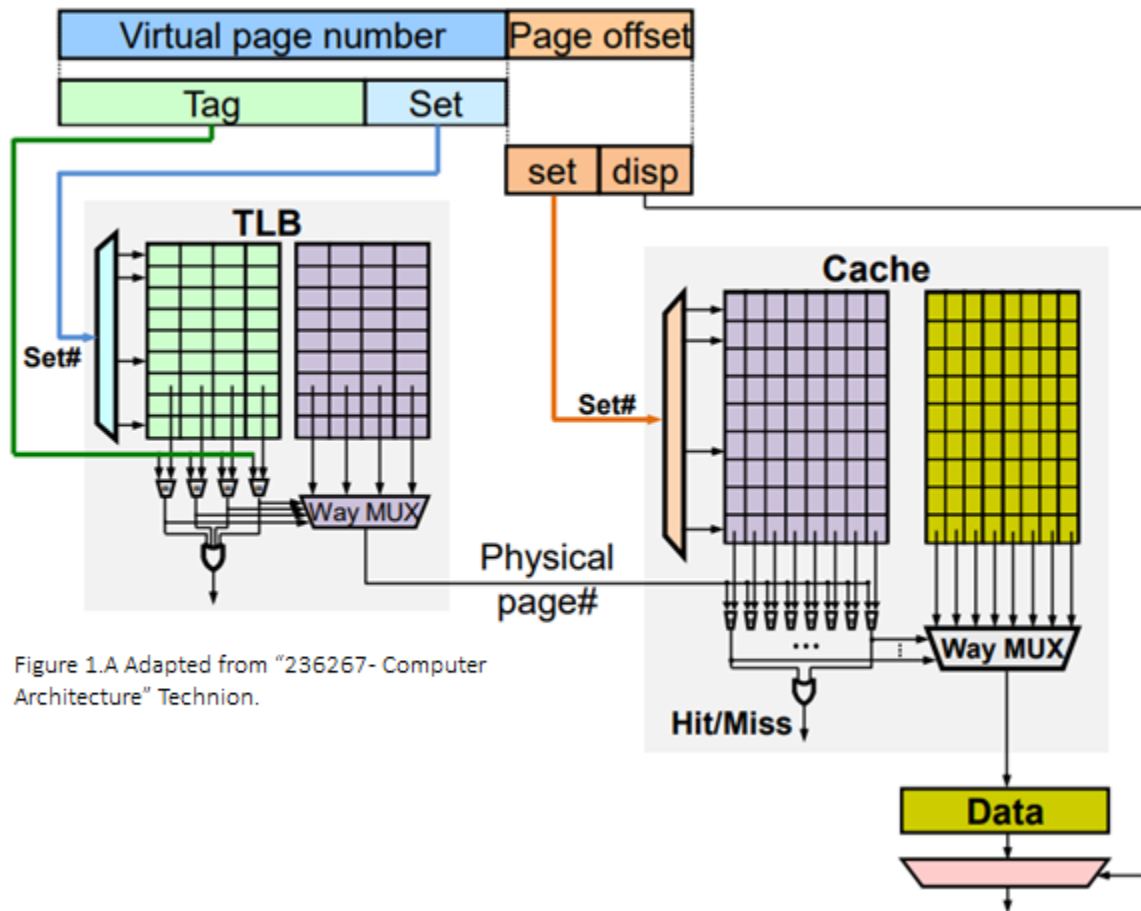 Virtual page number
Page offset
Tag
Set
set
disp
TLB
Set#
Way MUX
Cache
Set#
Physical
page#
...
Way MUX
Hit/Miss
Figure 1.A Adapted from “236267- Computer
Architecture” Technion.
Data